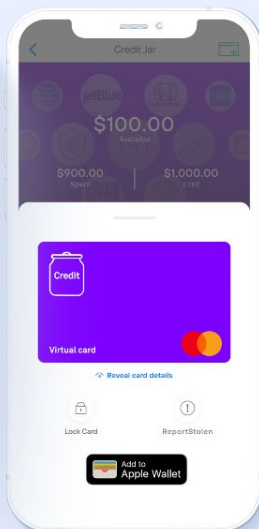 Credit Jar
jetBlue
$100.00
Available
$900.00
Spent
$1,000.00
Limit
Credit
Virtual card
Reveal card details
Lock Card
ReportStolen
Add to
Apple Wallet